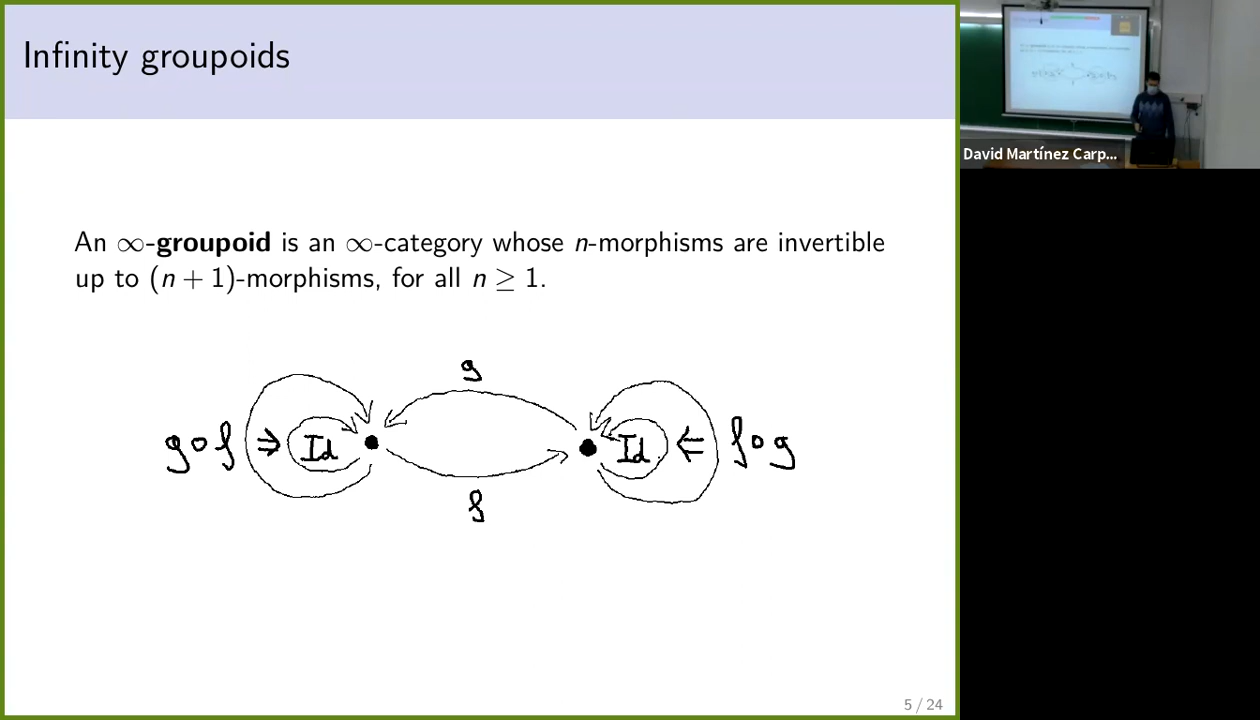 Infinity groupoids
An ∞-groupoid is an ∞-category whose n-morphisms are invertible
up to (n + 1)-morphisms, for all n ≥ 1.
g
g∘f ⇒ Id Id ⇐ f∘g
f
5 / 24
David Martínez Carp...